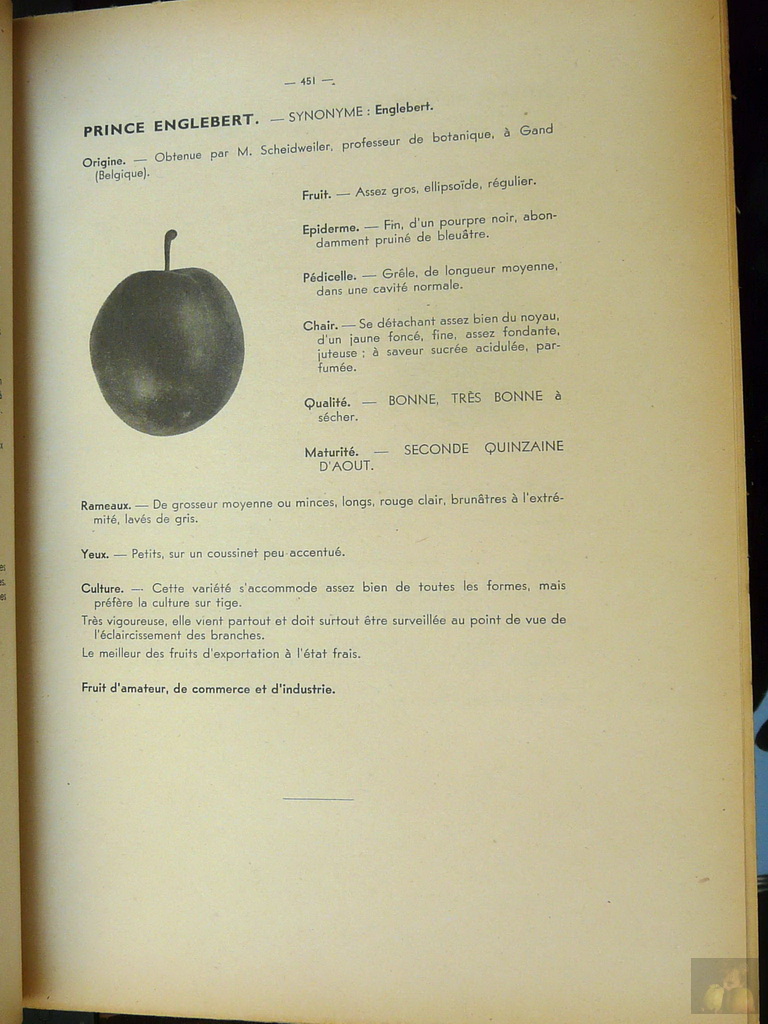 — 451 —
PRINCE ENGLEBERT. — SYNONYME : Englebert.
Origine. — Obtenue par M. Scheidweiler, professeur de botanique, à Gand
(Belgique).
Fruit. — Assez gros, ellipsoïde, régulier.
Epiderme. — Fin, d'un pourpre noir, abon-
damment pruiné de bleuâtre.
Pédicelle. — Grêle, de longueur moyenne,
dans une cavité normale.
Chair. — Se détachant assez bien du noyau,
d'un jaune foncé, fine, assez fondante,
juteuse ; à saveur sucrée acidulée, par-
fumée.
Qualité. — BONNE, TRÈS BONNE à
sécher.
Maturité. — SECONDE QUINZAINE
D'AOUT.
Rameaux. — De grosseur moyenne ou minces, longs, rouge clair, brunâtres à l'extré-
mité, lavés de gris.
Yeux. — Petits, sur un coussinet peu accentué.
Culture. — Cette variété s'accommode assez bien de toutes les formes, mais
préfère la culture sur tige.
Très vigoureuse, elle vient partout et doit surtout être surveillée au point de vue de
l'éclaircissement des branches.
Le meilleur des fruits d'exportation à l'état frais.
Fruit d'amateur, de commerce et d'industrie.